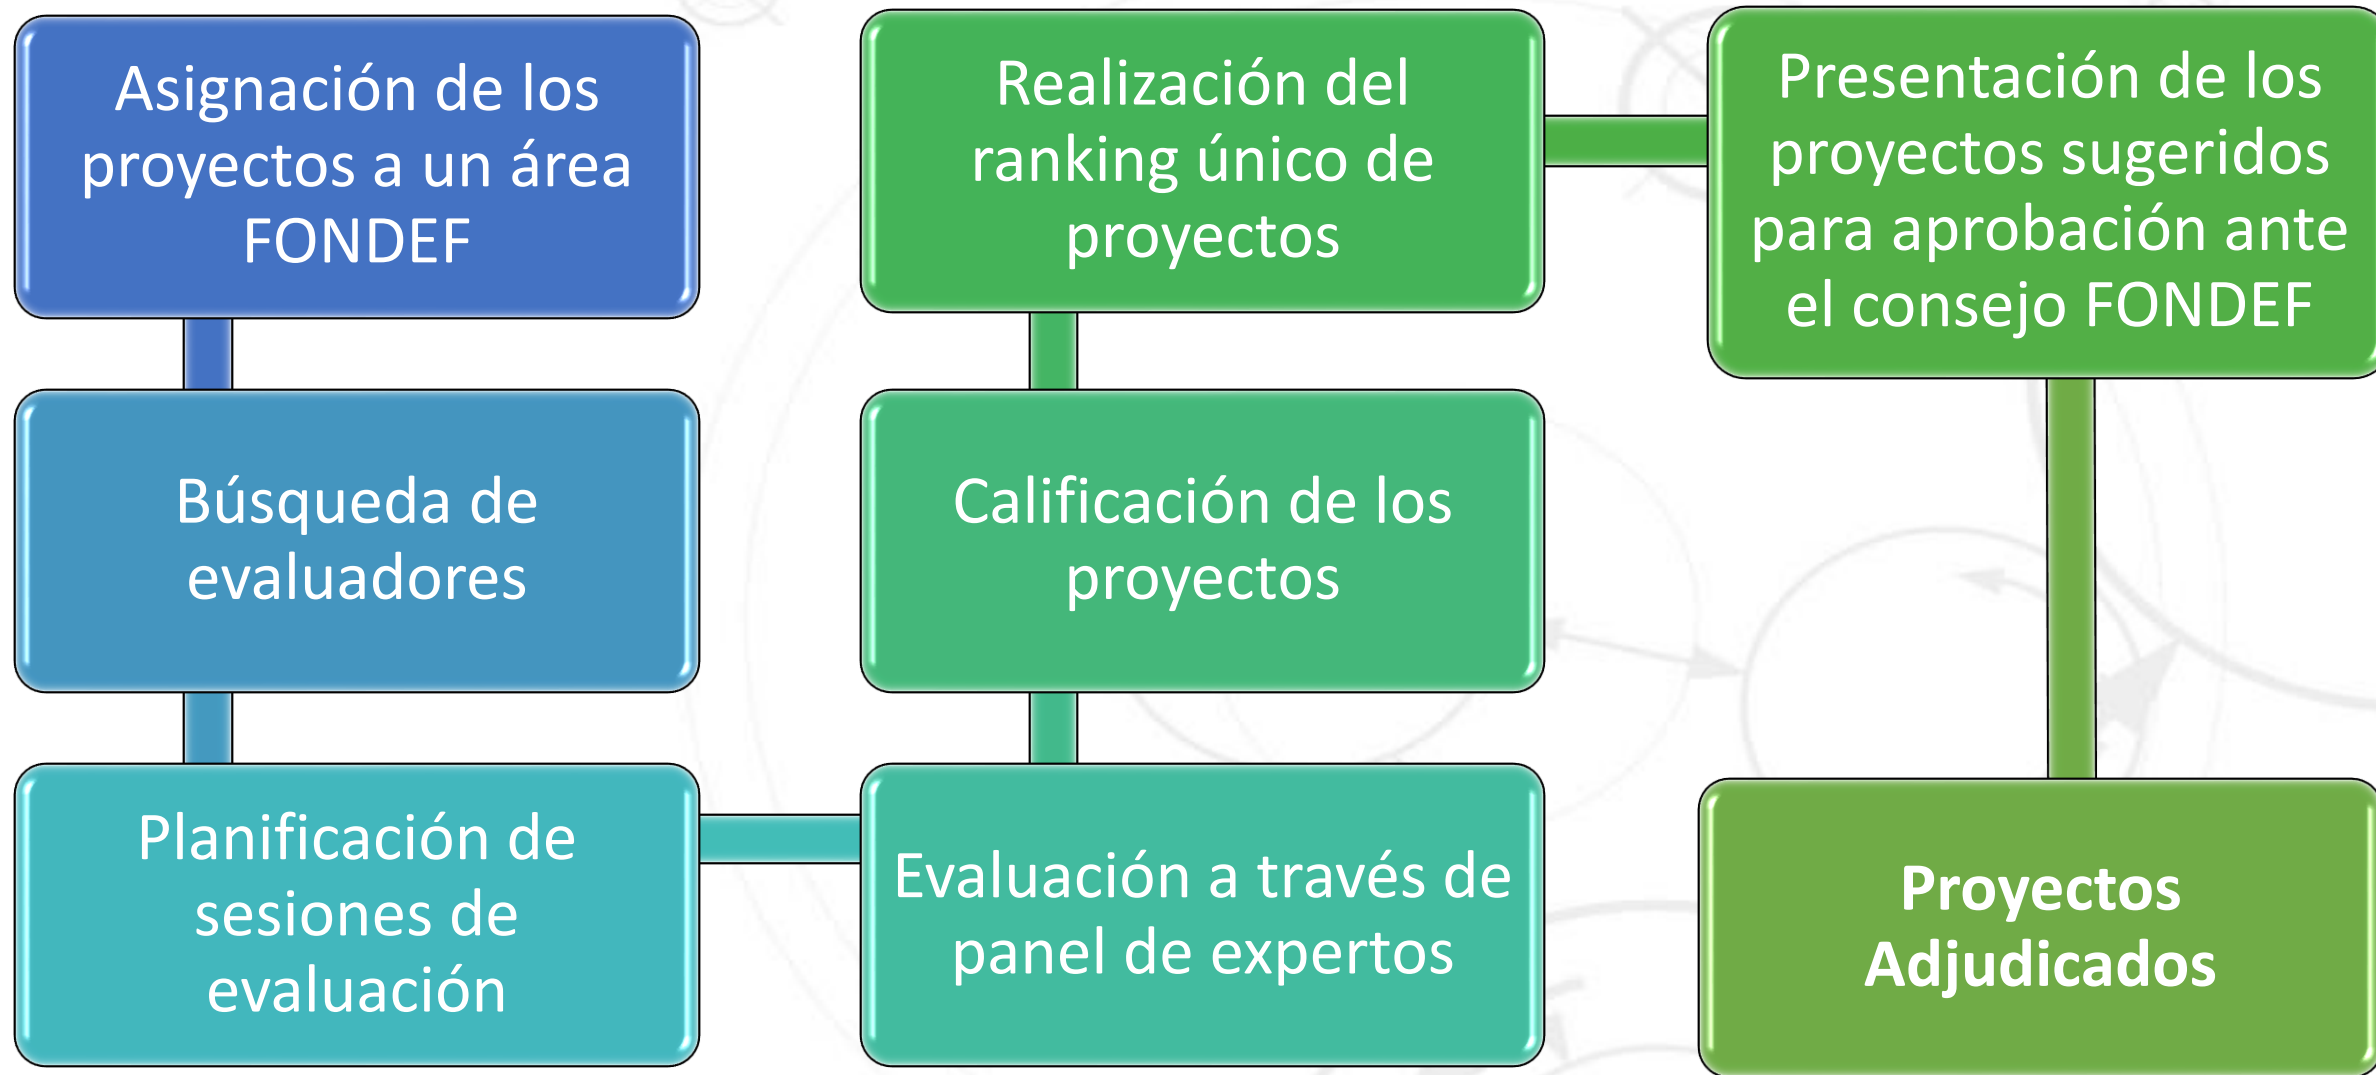 Asignación de los
proyectos a un área
FONDEF
Búsqueda de
evaluadores
Planificación de
sesiones de
evaluación
Evaluación a través de
panel de expertos
Calificación de los
proyectos
Realización del
ranking único de
proyectos
Presentación de los
proyectos sugeridos
para aprobación ante
el consejo FONDEF
Proyectos
Adjudicados